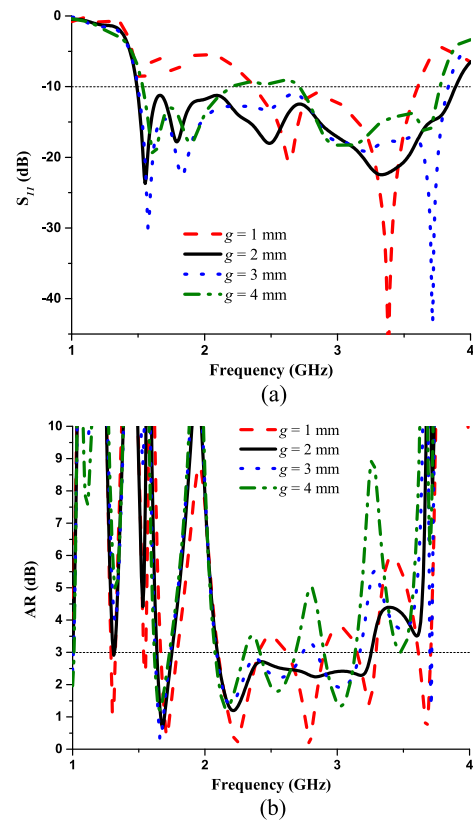 0
-10
-20
-30
-40
S11 (dB)
g = 1 mm
g = 2 mm
g = 3 mm
g = 4 mm
1
2
3
4
Frequency (GHz)
(a)
10
9
8
7
6
5
4
3
2
1
0
AR (dB)
g = 1 mm
g = 2 mm
g = 3 mm
g = 4 mm
1
2
3
4
Frequency (GHz)
(b)